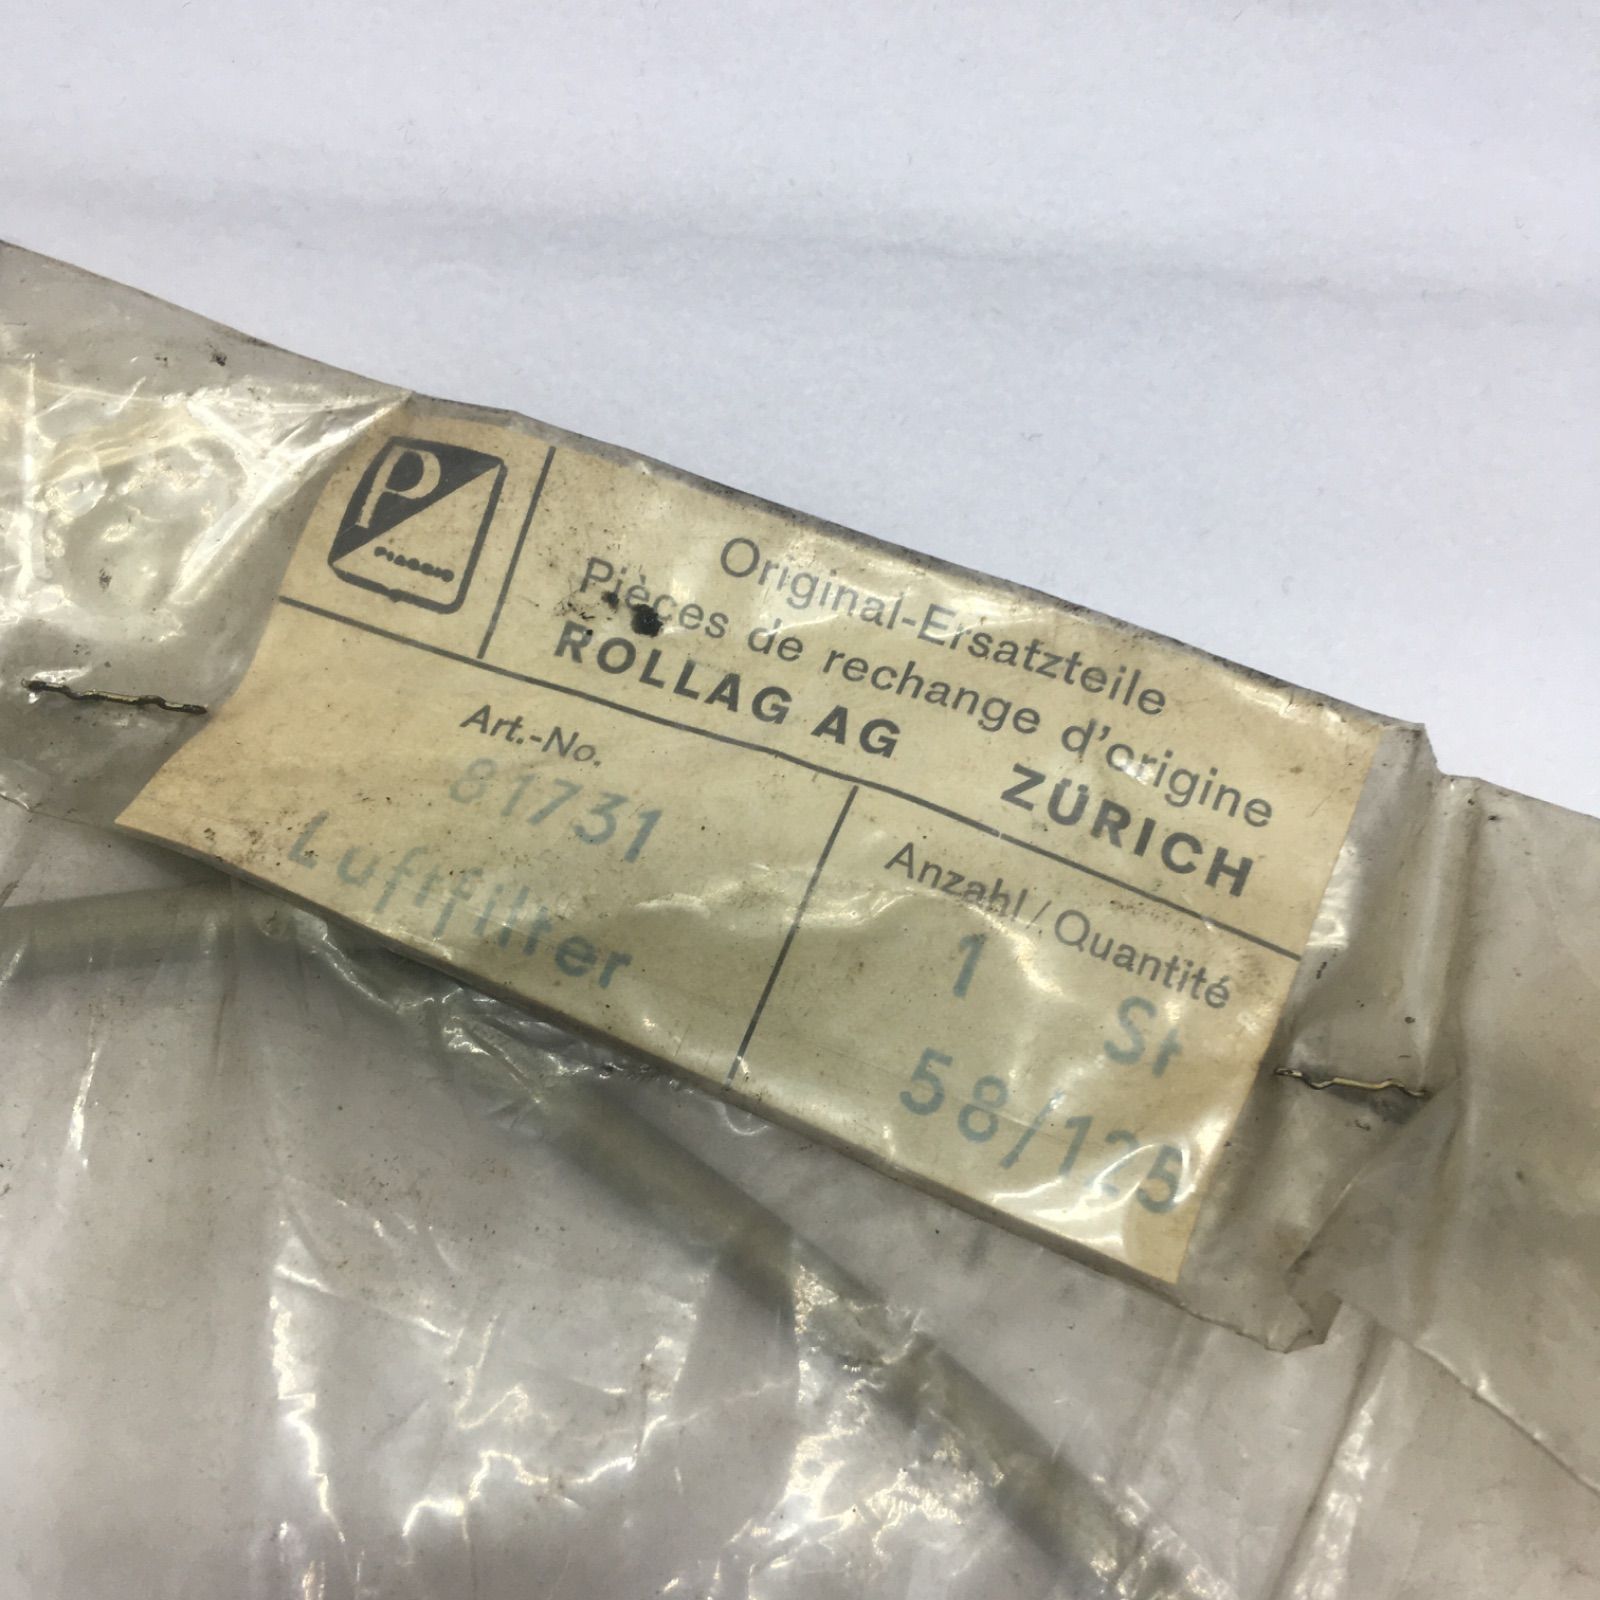 P
PIAGGIO
Original-Ersatzteile
Pièces de rechange d'origine
ROLLAG AG ZÜRICH
Art.-No.
81731
Luftfilter
Anzahl / Quantité
1 St
58/125